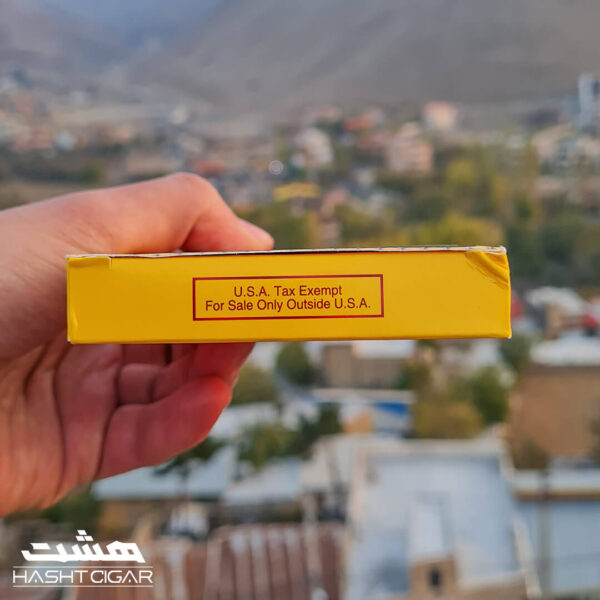 U.S.A. Tax Exempt
For Sale Only Outside U.S.A.
هشت
HASHT CIGAR